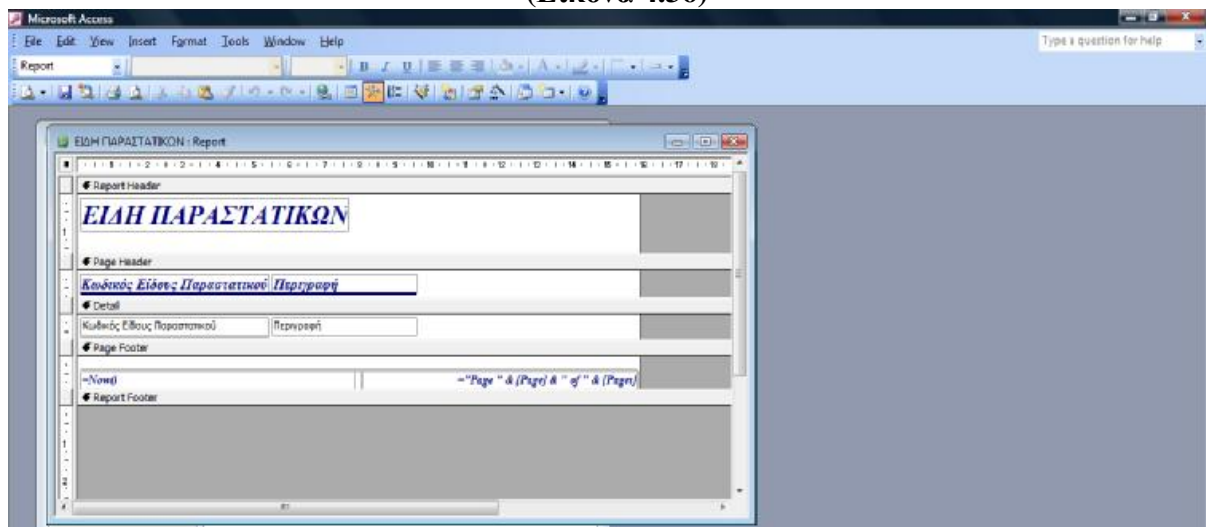 Microsoft Access
File Edit View Insert Format Tools Window Help
Type a question for help
Report
B I U
ΕΙΔΗ ΠΑΡΑΣΤΑΤΙΚΩΝ : Report
Report Header
ΕΙΔΗ ΠΑΡΑΣΤΑΤΙΚΩΝ
Page Header
Κωδικός Είδους Παραστατικού Περιγραφή
Detail
Κωδικός Είδους Παραστατικού Περιγραφή
Page Footer
=Now() ="Page " & [Page] & " of " & [Pages]
Report Footer